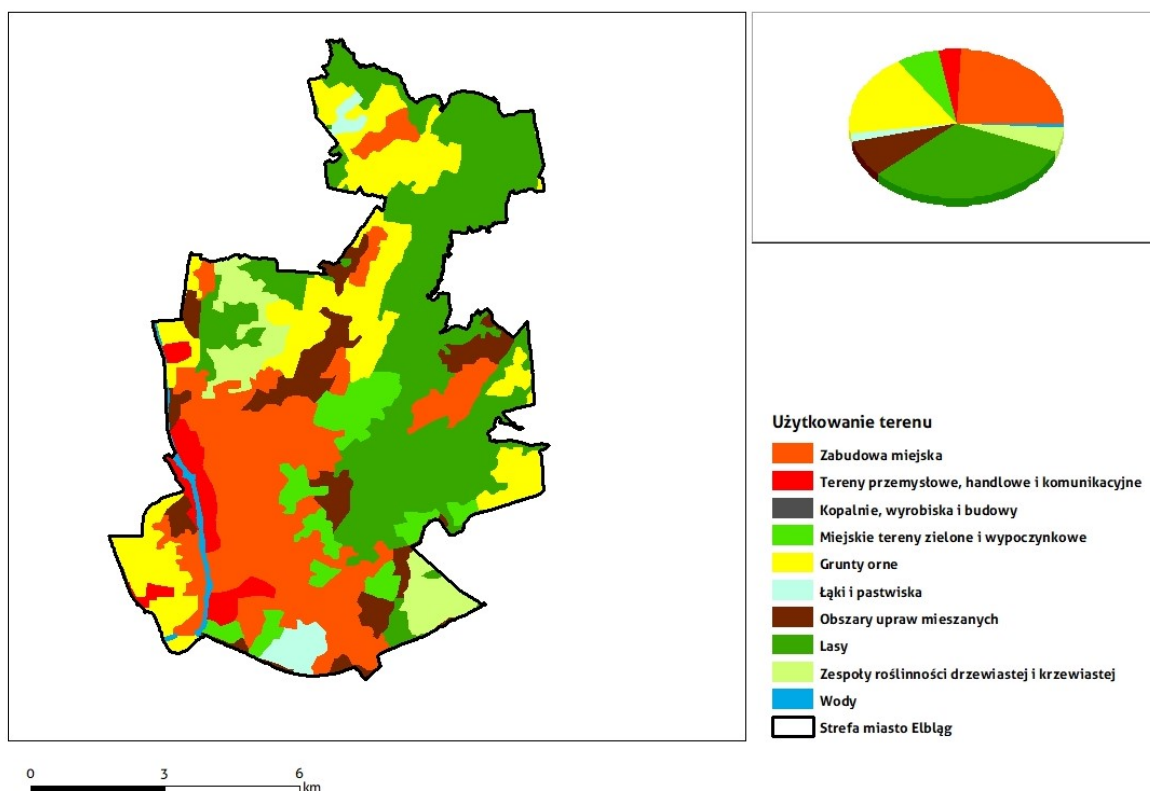 Użytkowanie terenu
Zabudowa miejska
Tereny przemysłowe, handlowe i komunikacyjne
Kopalnie, wyrobiska i budowy
Miejskie tereny zielone i wypoczynkowe
Grunty orne
Łąki i pastwiska
Obszary upraw mieszanych
Lasy
Zespoły roślinności drzewiastej i krzewiastej
Wody
Strefa miasto Elbląg
0 3 6
km